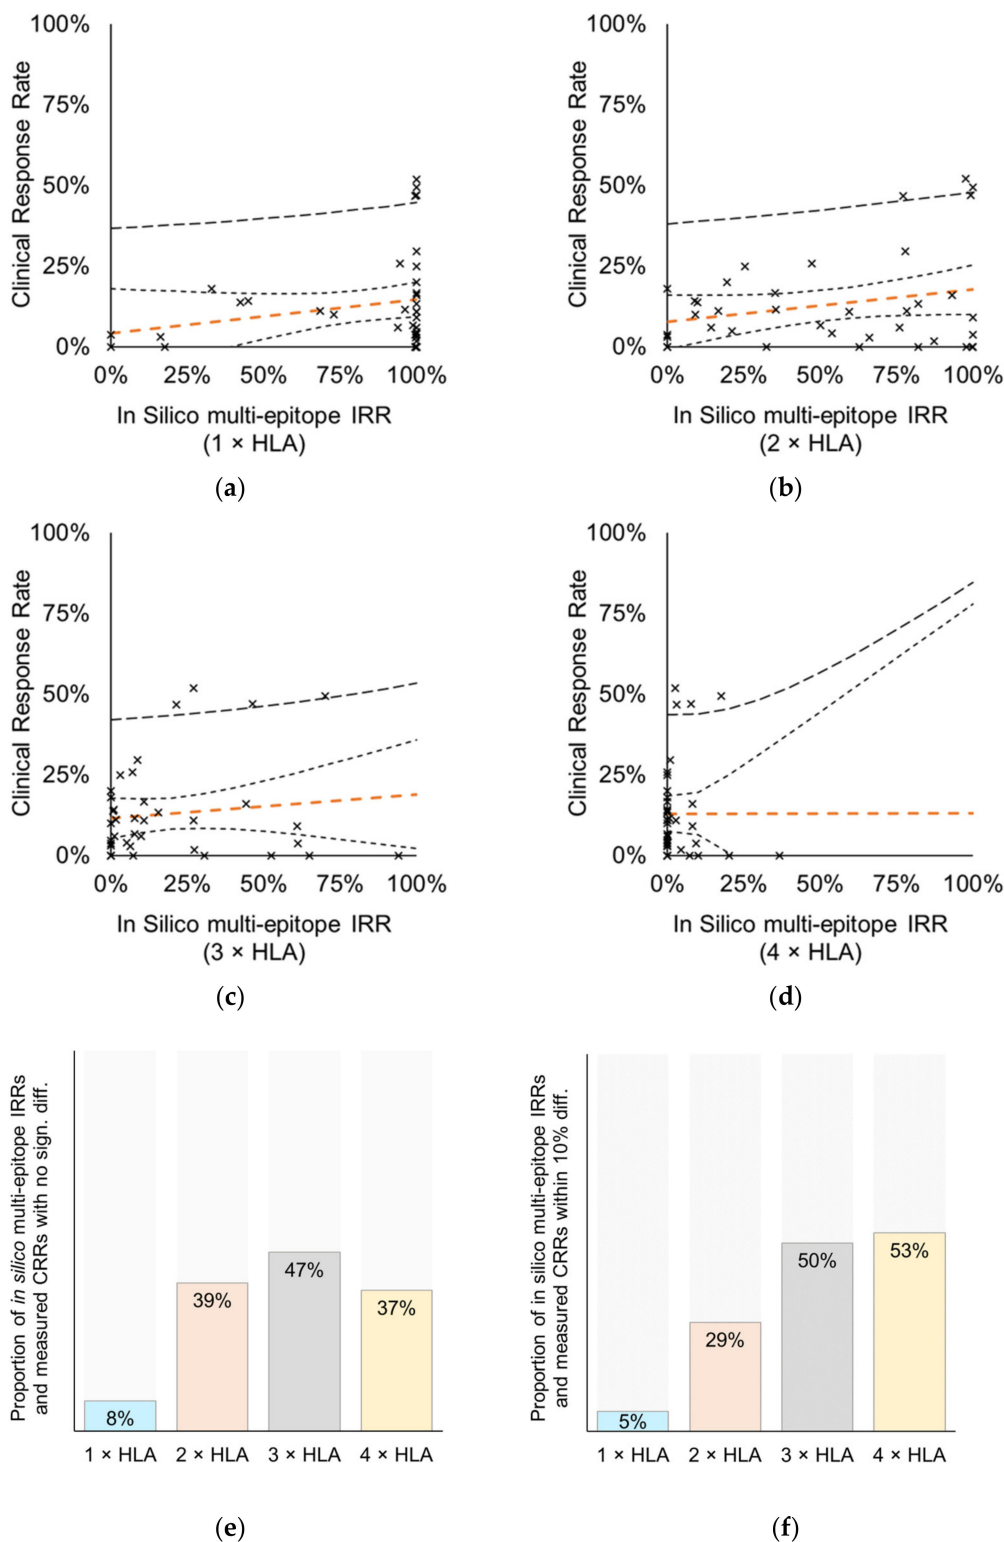 100%
75%
50%
25%
0%
Clinical Response Rate
0% 25% 50% 75% 100%
In Silico multi-epitope IRR
(1 × HLA)
(a)
100%
75%
50%
25%
0%
Clinical Response Rate
0% 25% 50% 75% 100%
In Silico multi-epitope IRR
(2 × HLA)
(b)
100%
75%
50%
25%
0%
Clinical Response Rate
0% 25% 50% 75% 100%
In Silico multi-epitope IRR
(3 × HLA)
(c)
100%
75%
50%
25%
0%
Clinical Response Rate
0% 25% 50% 75% 100%
In Silico multi-epitope IRR
(4 × HLA)
(d)
Proportion of in silico multi-epitope IRRs
and measured CRRs with no sign. diff.
8%
39%
47%
37%
1 × HLA 2 × HLA 3 × HLA 4 × HLA
(e)
Proportion of in silico multi-epitope IRRs
and measured CRRs within 10% diff.
5%
29%
50%
53%
1 × HLA 2 × HLA 3 × HLA 4 × HLA
(f)